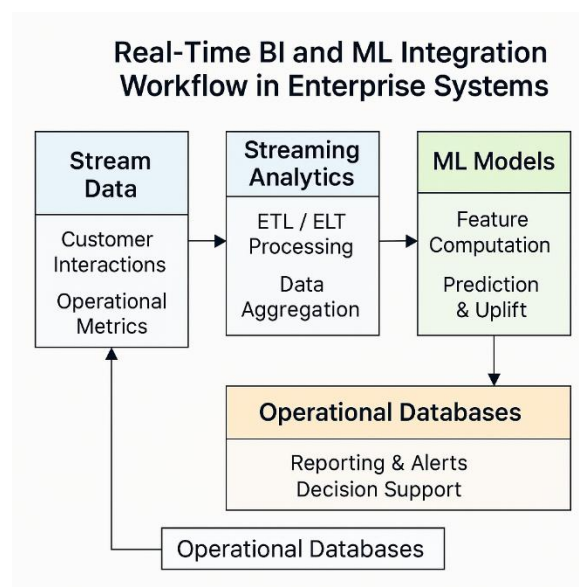 Real-Time BI and ML Integration
Workflow in Enterprise Systems
Stream
Data
Customer
Interactions
Operational
Metrics
Streaming
Analytics
ETL / ELT
Processing
Data
Aggregation
ML Models
Feature
Computation
Prediction
& Uplift
Operational Databases
Reporting & Alerts
Decision Support
Operational Databases